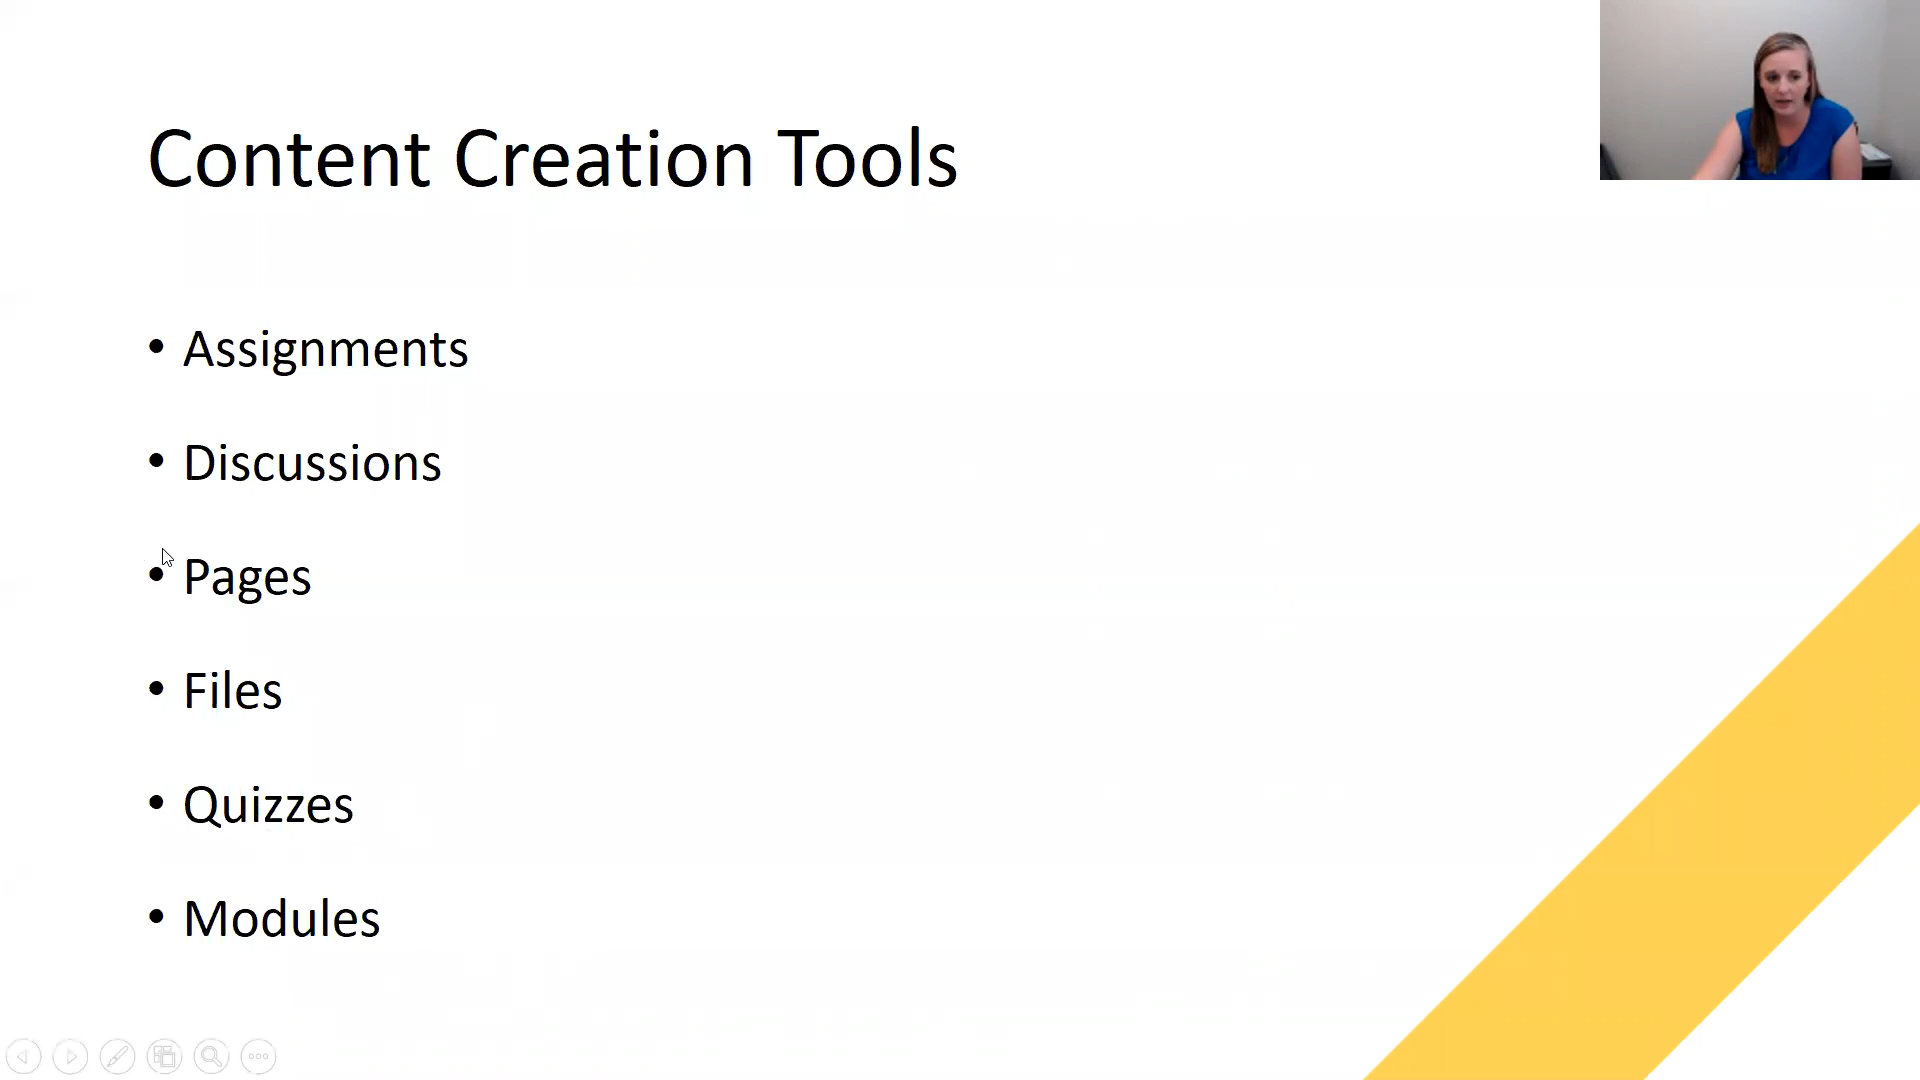 Content Creation Tools
• Assignments
• Discussions
• Pages
• Files
• Quizzes
• Modules